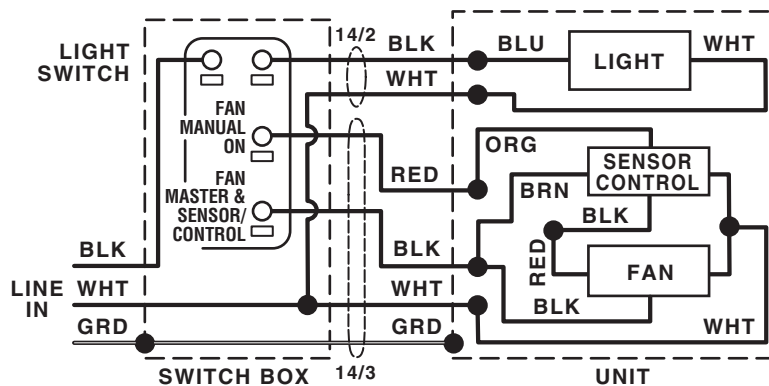 14/2
LIGHT
SWITCH
BLK
BLU
LIGHT
WHT
WHT
FAN
MANUAL
ON
ORG
SENSOR
CONTROL
RED
BRN
FAN
MASTER &
SENSOR/
CONTROL
BLK
RED
FAN
BLK
BLK
LINE
IN
WHT
WHT
BLK
WHT
GRD
GRD
SWITCH BOX
14/3
UNIT